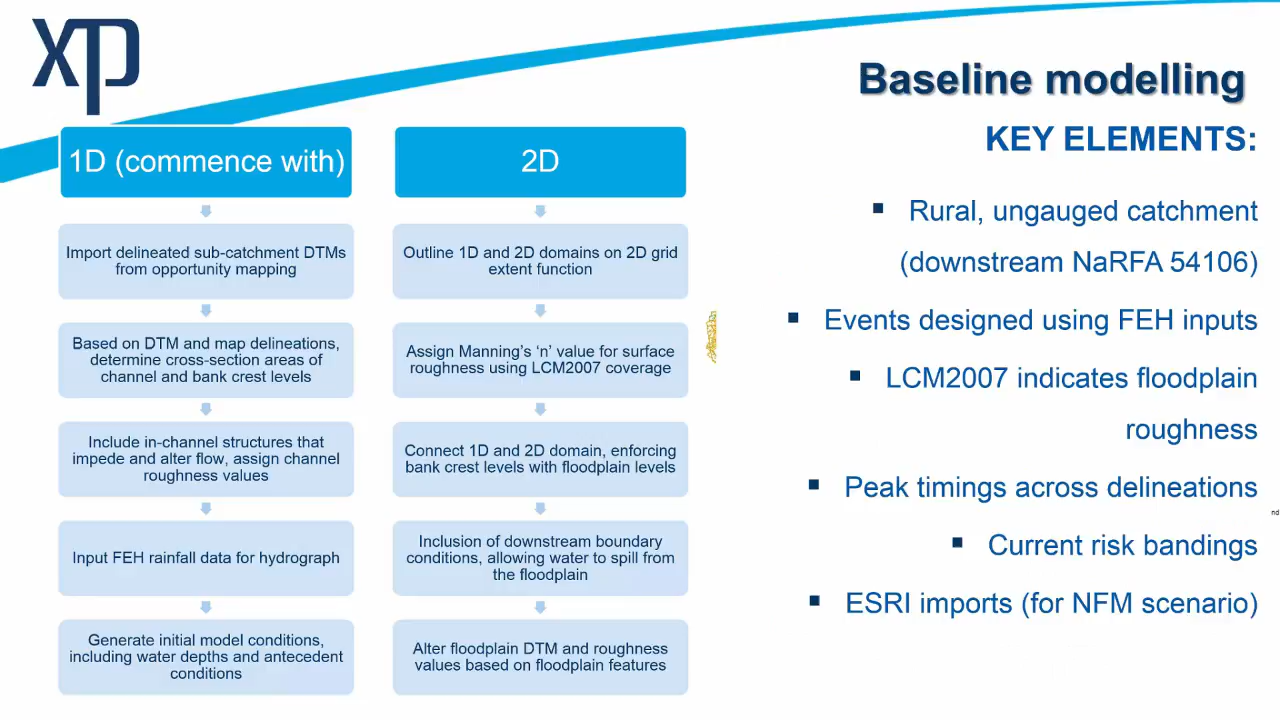 xp
Baseline modelling
KEY ELEMENTS:
1D (commence with)
Import delineated sub-catchment DTMs
from opportunity mapping
Based on DTM and map delineations,
determine cross-section areas of
channel and bank crest levels
Include in-channel structures that
impede and alter flow, assign channel
roughness values
Input FEH rainfall data for hydrograph
Generate initial model conditions,
including water depths and antecedent
conditions
2D
Outline 1D and 2D domains on 2D grid
extent function
Assign Manning's ‘n’ value for surface
roughness using LCM2007 coverage
Connect 1D and 2D domain, enforcing
bank crest levels with floodplain levels
Inclusion of downstream boundary
conditions, allowing water to spill from
the floodplain
Alter floodplain DTM and roughness
values based on floodplain features
▪ Rural, ungauged catchment
(downstream NaRFA 54106)
▪ Events designed using FEH inputs
▪ LCM2007 indicates floodplain
roughness
▪ Peak timings across delineations
▪ Current risk bandings
▪ ESRI imports (for NFM scenario)
nd